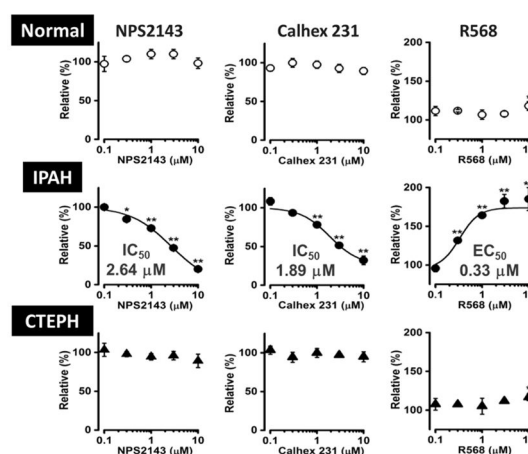 Normal NPS2143 Calhex 231 R568
Relative (%) 100 50 0 0.1 1 10 NPS2143 (μM)
Relative (%) 100 50 0 0.1 1 10 Calhex 231 (μM)
Relative (%) 200 150 100 0.1 1 R568 (μM)
IPAH
Relative (%) 100 50 0 * ** ** ** IC50 2.64 μM 0.1 1 10 NPS2143 (μM)
Relative (%) 100 50 0 ** ** ** IC50 1.89 μM 0.1 1 10 Calhex 231 (μM)
Relative (%) 200 150 100 ** ** ** EC50 0.33 μM 0.1 1 R568 (μM)
CTEPH
Relative (%) 100 50 0 0.1 1 10 NPS2143 (μM)
Relative (%) 100 50 0 0.1 1 10 Calhex 231 (μM)
Relative (%) 200 150 100 0.1 1 R568 (μM)